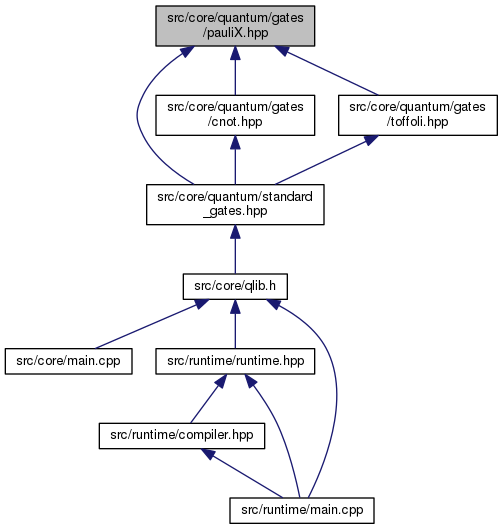 src/core/quantum/gates
/pauliX.hpp
src/core/quantum/gates
/cnot.hpp
src/core/quantum/gates
/toffoli.hpp
src/core/quantum/standard
_gates.hpp
src/core/qlib.h
src/core/main.cpp
src/runtime/runtime.hpp
src/runtime/compiler.hpp
src/runtime/main.cpp